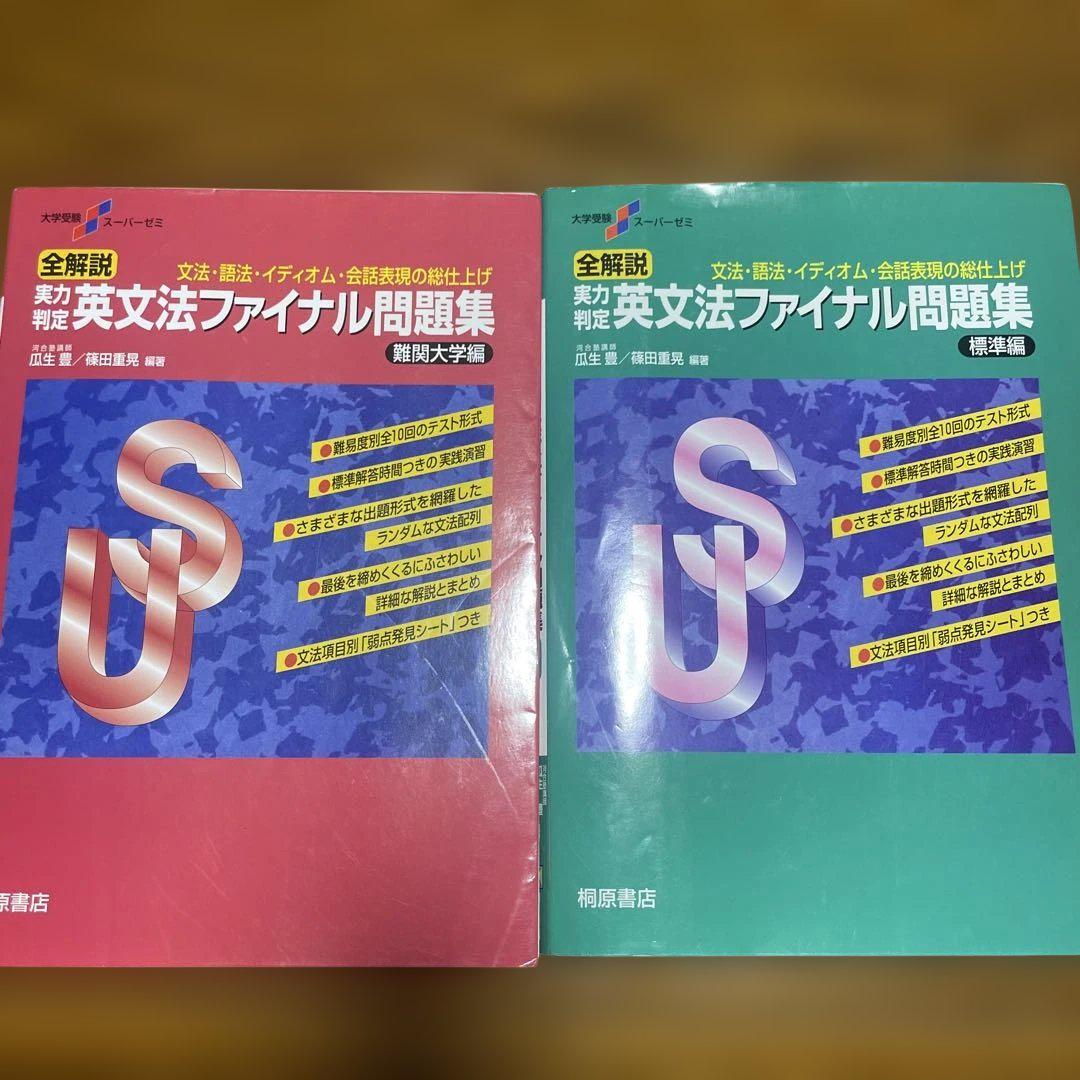 大学受験 スーパーゼミ
全解説
文法・語法・イディオム・会話表現の総仕上げ
実力判定 英文法ファイナル問題集
難関大学編
河合塾講師
瓜生 豊／篠田重晃 編著
SU
●難易度別全10回のテスト形式
●標準解答時間つきの実践演習
●さまざまな出題形式を網羅した
ランダムな文法配列
●最後を締めくくるにふさわしい
詳細な解説とまとめ
●文法項目別「弱点発見シート」つき
原書店
大学受験 スーパーゼミ
全解説
文法・語法・イディオム・会話表現の総仕上げ
実力判定 英文法ファイナル問題集
標準編
河合塾講師
瓜生 豊／篠田重晃 編著
SU
●難易度別全10回のテスト形式
●標準解答時間つきの実践演習
●さまざまな出題形式を網羅した
ランダムな文法配列
●最後を締めくくるにふさわしい
詳細な解説とまとめ
●文法項目別「弱点発見シート」つき
桐原書店